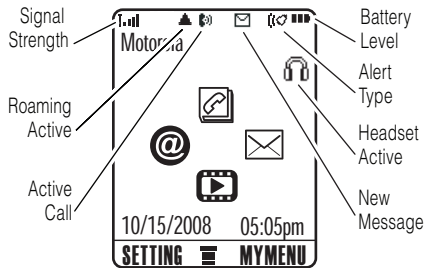 Signal
Strength
Battery
Level
Motorola
Alert
Type
Roaming
Active
Headset
Active
@
Active
Call
New
Message
10/15/2008 05:05pm
SETTING MYMENU